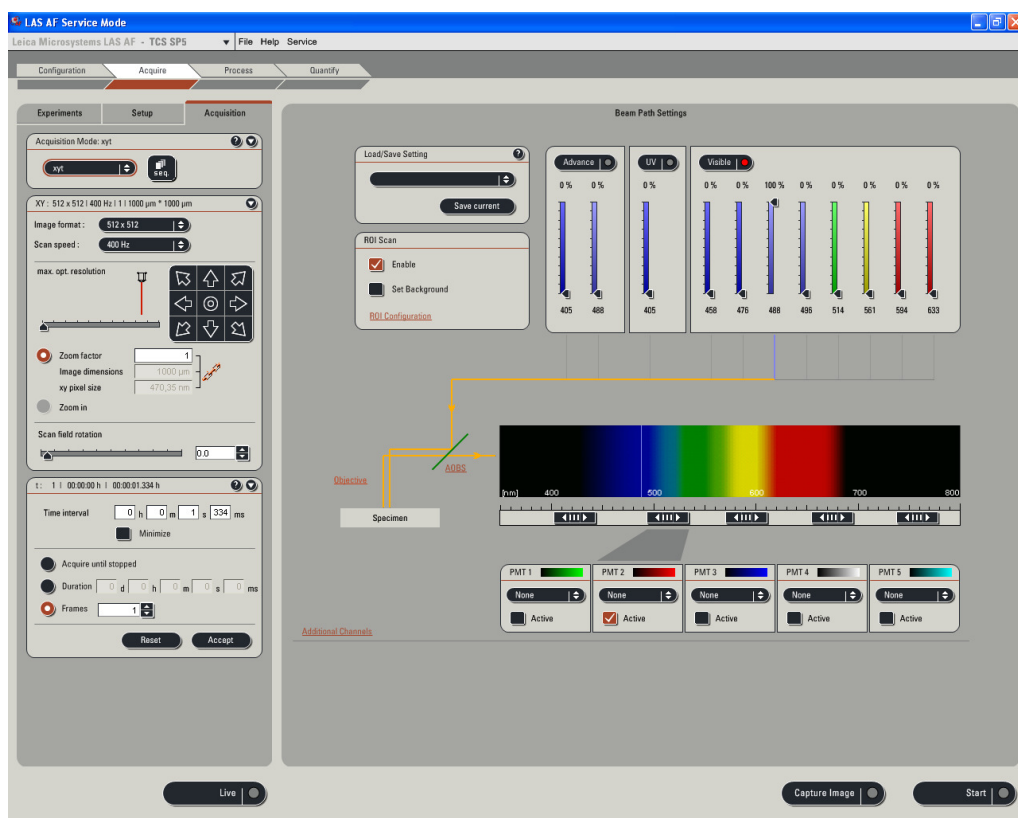 LAS AF Service Mode
Leica Microsystems LAS AF - TCS SP5 File Help Service
Configuration Acquire Process Quantify
Experiments Setup Acquisition
Acquisition Mode: xyt
xyt
seq.
XY : 512 x 512 | 400 Hz | 1 | 1000 µm * 1000 µm
Image format : 512 x 512
Scan speed : 400 Hz
max. opt. resolution
Zoom factor 1
Image dimensions 1000 µm
xy pixel size 470,35 nm
Zoom in
Scan field rotation
0.0
t : 1 | 00:00:00 h | 00:00:01.334 h
Time interval 0 h 0 m 1 s 334 ms
Minimize
Acquire until stopped
Duration 0 d 0 h 0 m 0 s 0 ms
Frames 1
Reset Accept
Live
Beam Path Settings
Load/Save Setting
Save current
ROI Scan
Enable
Set Background
ROI Configuration
Advance UV Visible
0 % 0 % 0 % 0 % 0 % 100 % 0 % 0 % 0 % 0 % 0 %
405 488 405 458 476 488 496 514 561 594 633
AOBS
Objective
Specimen
[nm] 400 500 600 700 800
PMT 1 PMT 2 PMT 3 PMT 4 PMT 5
None None None None None
Active Active Active Active Active
Additional Channels
Capture Image Start